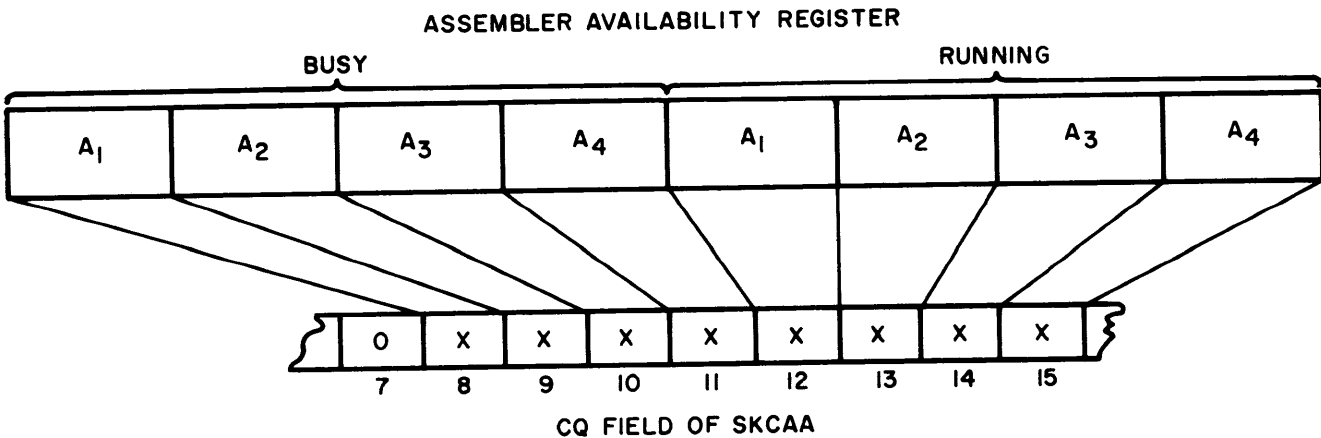 ASSEMBLER AVAILABILITY REGISTER
BUSY RUNNING
A1 A2 A3 A4 A1 A2 A3 A4
0 X X X X X X X X
7 8 9 10 11 12 13 14 15
CQ FIELD OF SKCAA